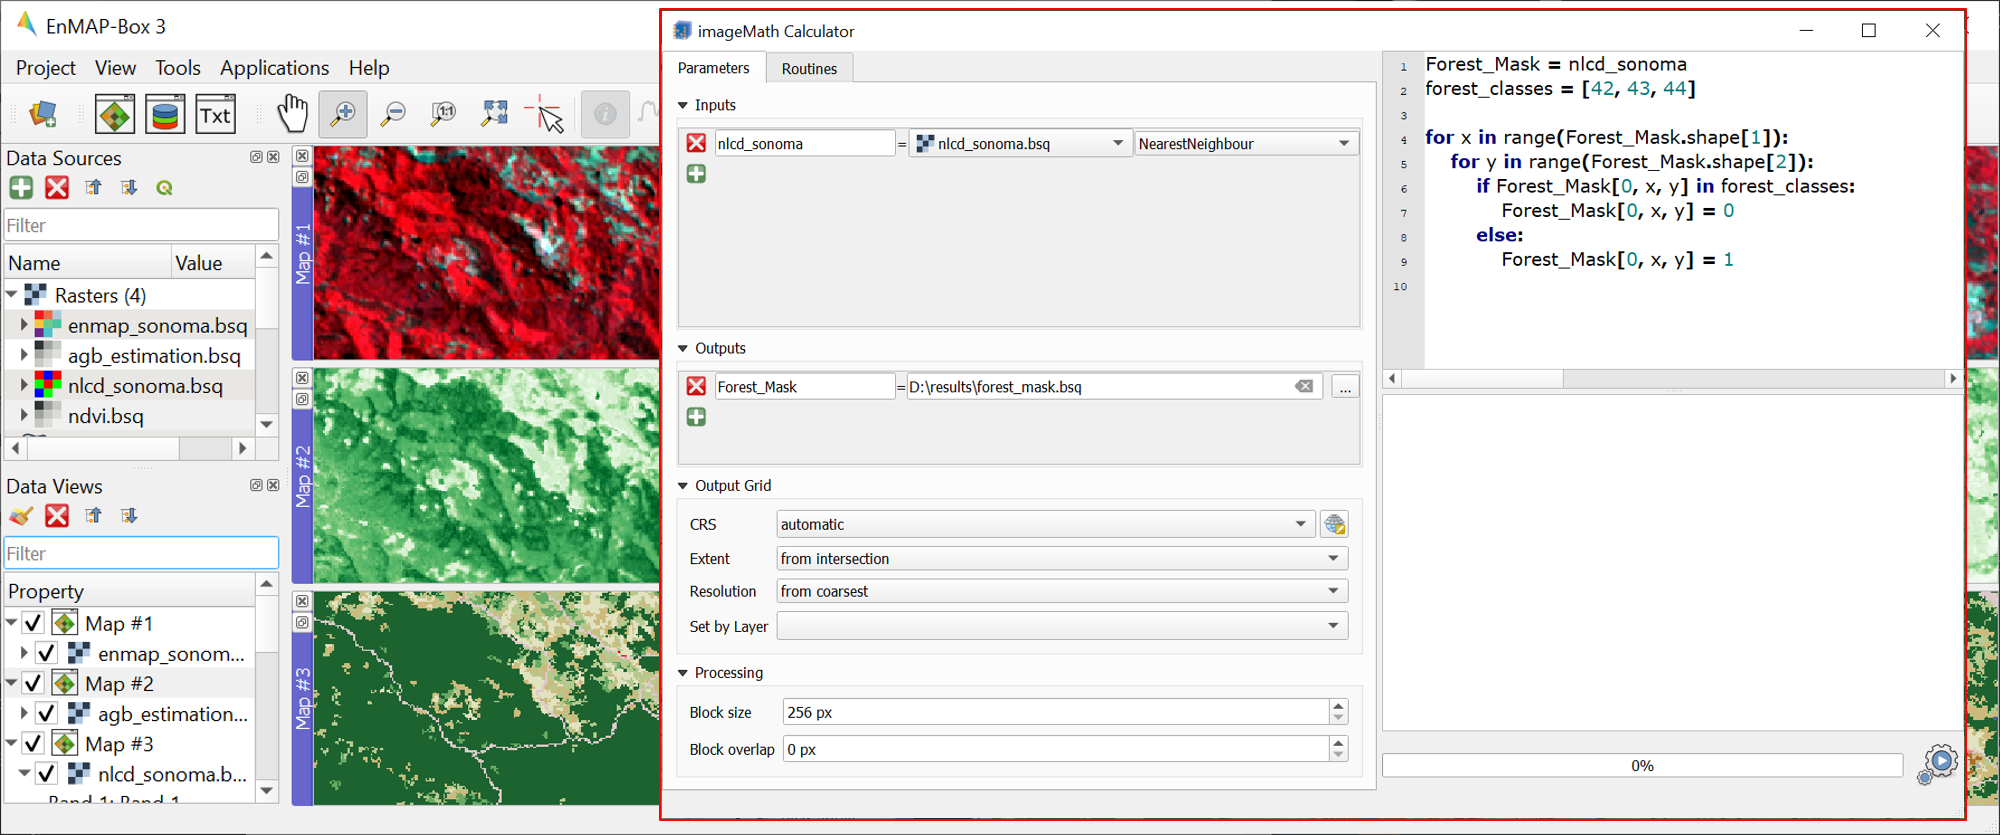 EnMAP-Box 3
Project View Tools Applications Help
1:1
Txt
Data Sources
Filter
Name Value
Rasters (4)
enmap_sonoma.bsq
agb_estimation.bsq
nlcd_sonoma.bsq
ndvi.bsq
Data Views
Filter
Property
Map #1
enmap_sonom...
Map #2
agb_estimation...
Map #3
nlcd_sonoma.b...
Band 1: Band 1
Map #1
Map #2
Map #3
imageMath Calculator
Parameters Routines
Inputs
nlcd_sonoma = nlcd_sonoma.bsq NearestNeighbour
Outputs
Forest_Mask = D:\results\forest_mask.bsq ...
Output Grid
CRS automatic
Extent from intersection
Resolution from coarsest
Set by Layer
Processing
Block size 256 px
Block overlap 0 px
1 Forest_Mask = nlcd_sonoma
2 forest_classes = [42, 43, 44]
3
4 for x in range(Forest_Mask.shape[1]):
5 for y in range(Forest_Mask.shape[2]):
6 if Forest_Mask[0, x, y] in forest_classes:
7 Forest_Mask[0, x, y] = 0
8 else:
9 Forest_Mask[0, x, y] = 1
10
0%